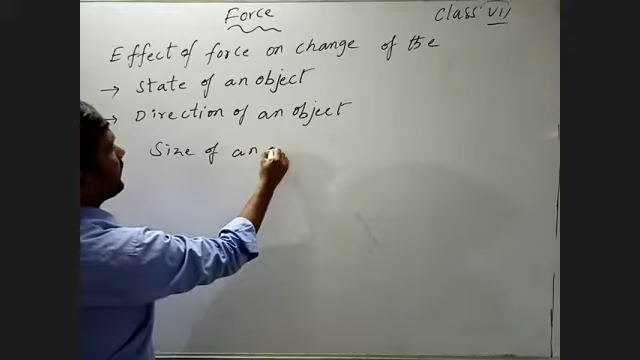 Force
Class VII
Effect of force on change of the
→ State of an object
→ Direction of an object
Size of an